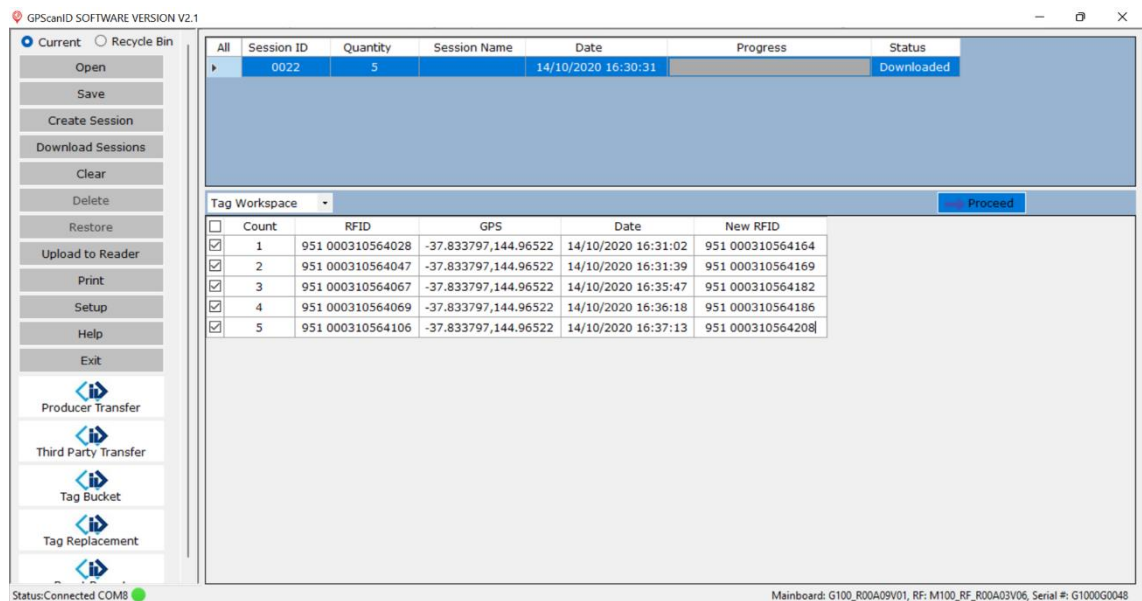 GPScanID SOFTWARE VERSION V2.1
Current Recycle Bin
Open
Save
Create Session
Download Sessions
Clear
Delete
Restore
Upload to Reader
Print
Setup
Help
Exit
Producer Transfer
Third Party Transfer
Tag Bucket
Tag Replacement
All Session ID Quantity Session Name Date Progress Status
0022 5 14/10/2020 16:30:31 Downloaded
Tag Workspace Proceed
Count RFID GPS Date New RFID
1 951 000310564028 -37.833797,144.96522 14/10/2020 16:31:02 951 000310564164
2 951 000310564047 -37.833797,144.96522 14/10/2020 16:31:39 951 000310564169
3 951 000310564067 -37.833797,144.96522 14/10/2020 16:35:47 951 000310564182
4 951 000310564069 -37.833797,144.96522 14/10/2020 16:36:18 951 000310564186
5 951 000310564106 -37.833797,144.96522 14/10/2020 16:37:13 951 000310564208
Status:Connected COM8 Mainboard: G100_R00A09V01, RF: M100_RF_R00A03V06, Serial #: G1000G0048